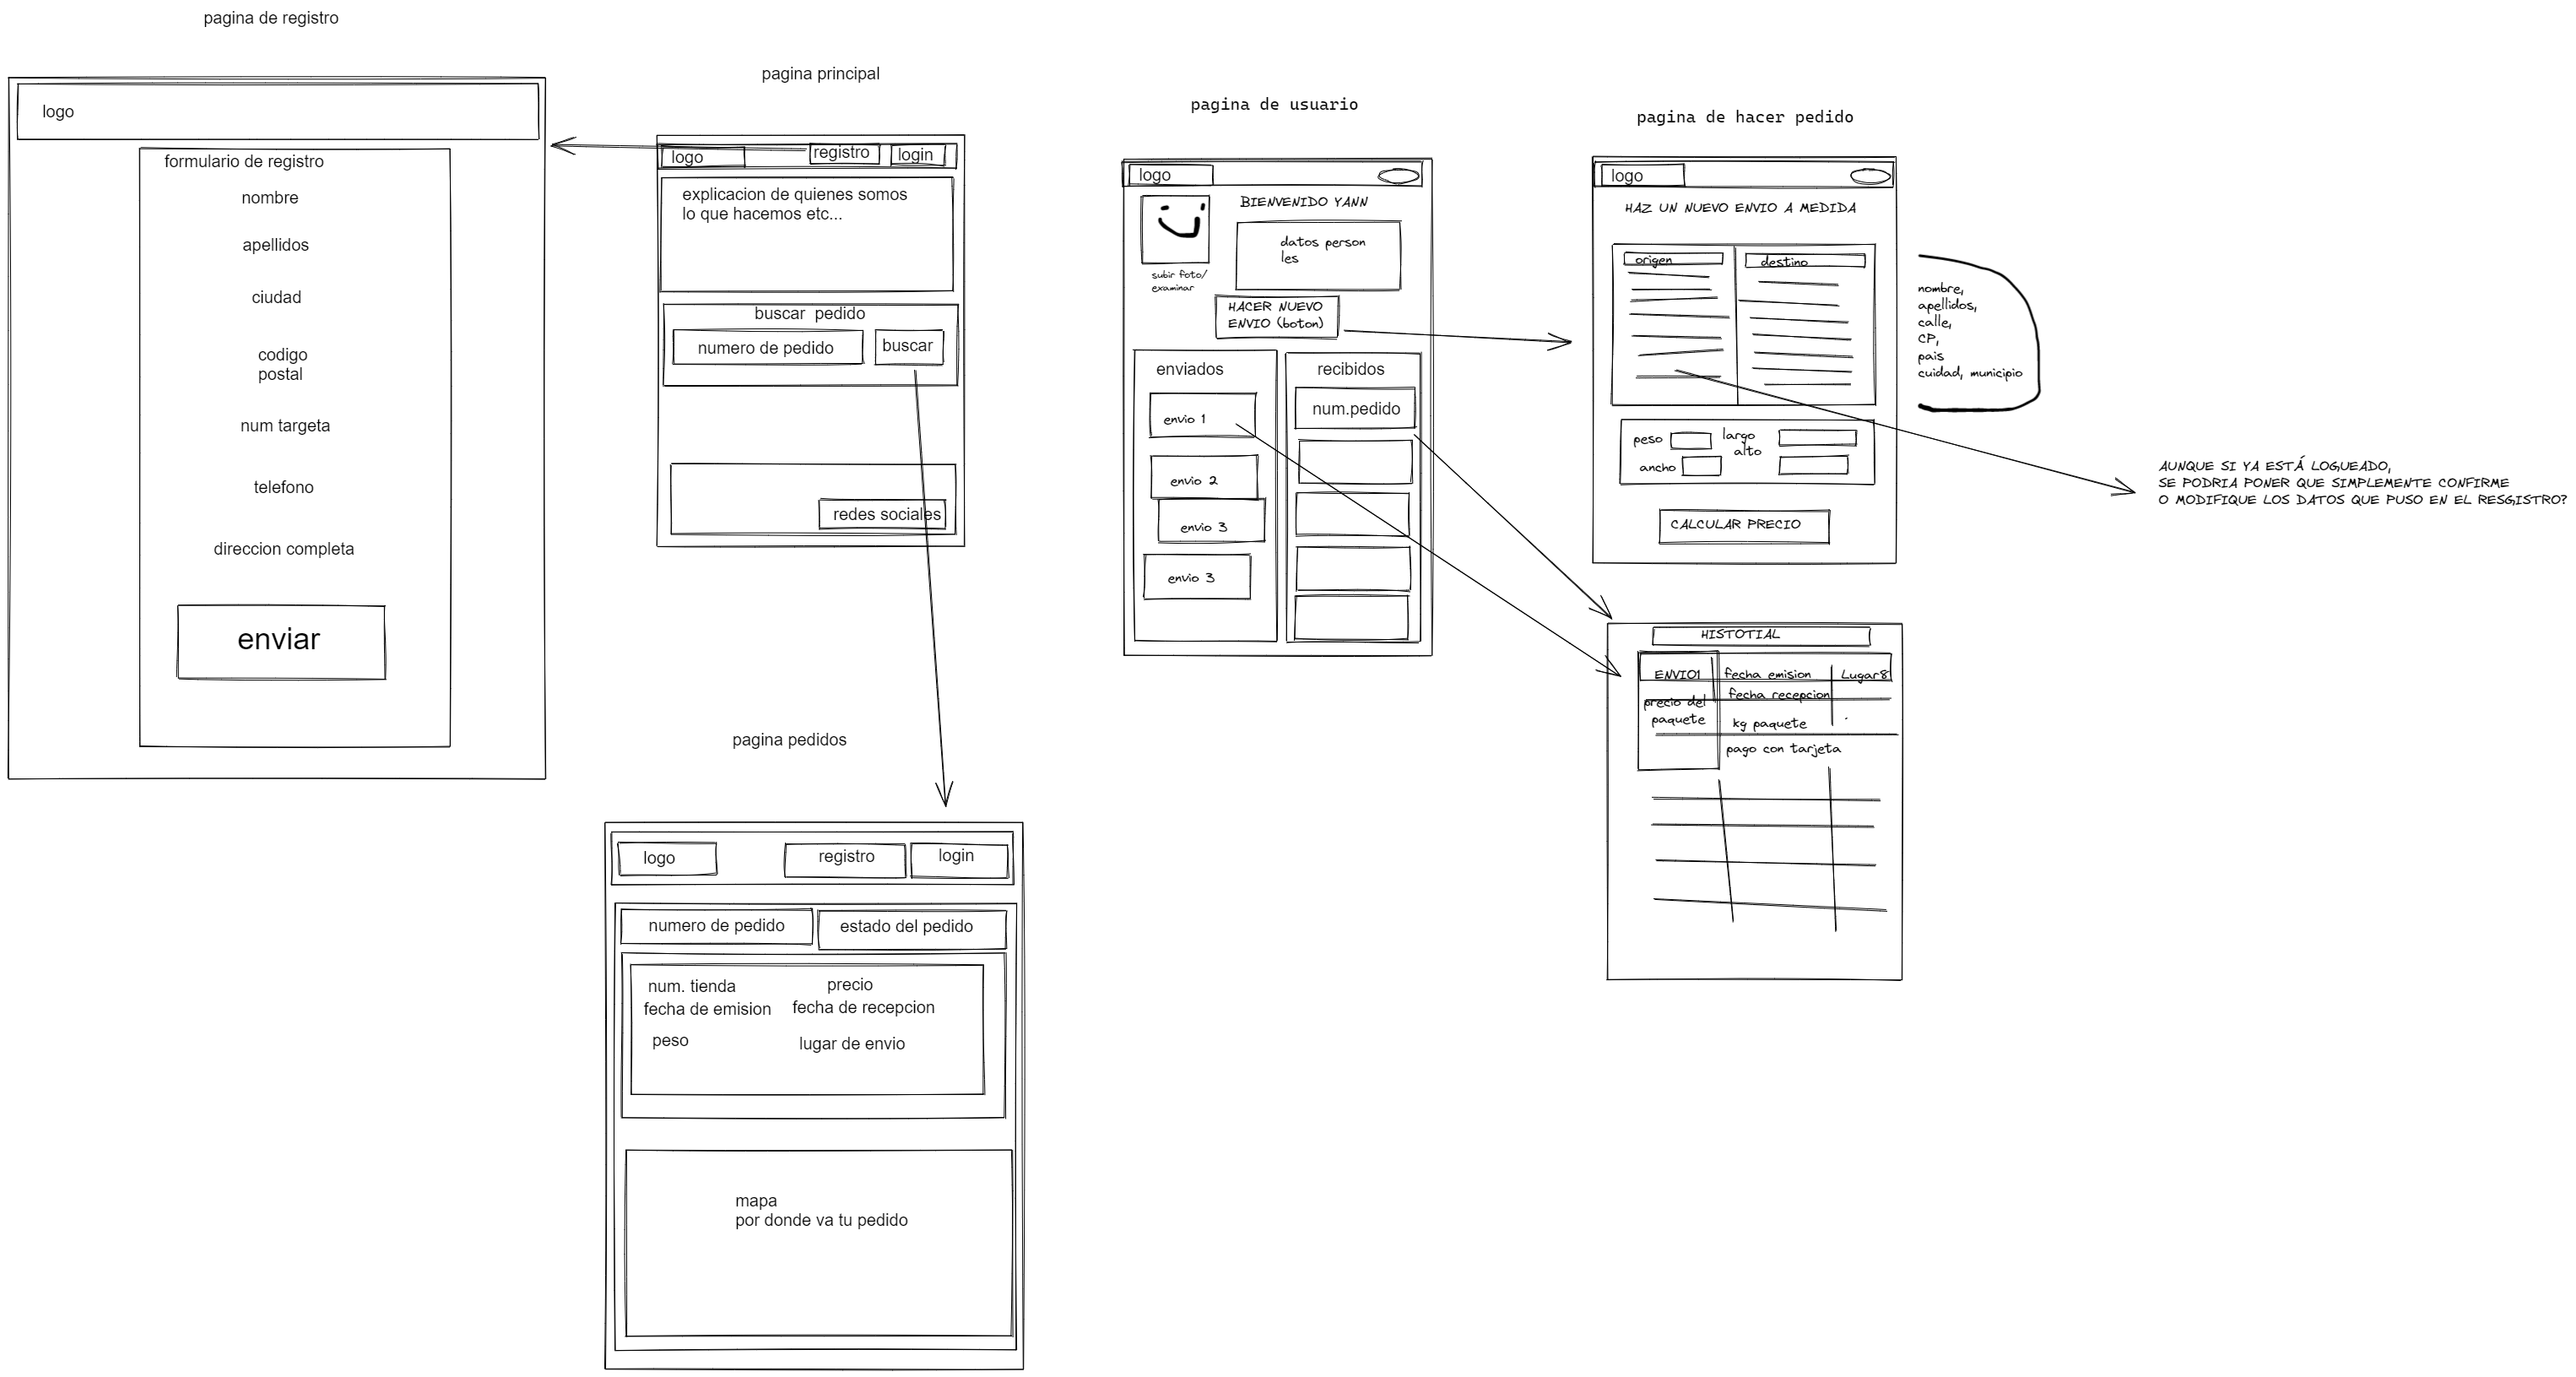 pagina de registro
logo
formulario de registro
nombre
apellidos
ciudad
codigo
postal
num targeta
telefono
direccion completa
enviar
pagina principal
logo
registro
login
explicacion de quienes somos
lo que hacemos etc...
buscar pedido
numero de pedido
buscar
redes sociales
pagina pedidos
logo
registro
login
numero de pedido
estado del pedido
num. tienda
precio
fecha de emision
fecha de recepcion
peso
lugar de envio
mapa
por donde va tu pedido
pagina de usuario
logo
BIENVENIDO YANN
datos person
les
subir foto/
examinar
HACER NUEVO
ENVIO (boton)
enviados
envio 1
envio 2
envio 3
envio 3
recibidos
num.pedido
pagina de hacer pedido
logo
HAZ UN NUEVO ENVIO A MEDIDA
origen
destino
nombre,
apellidos,
calle,
CP,
pais
cuidad, municipio
peso
largo
alto
ancho
CALCULAR PRECIO
AUNQUE SI YA ESTÁ LOGUEADO,
SE PODRIA PONER QUE SIMPLEMENTE CONFIRME
O MODIFIQUE LOS DATOS QUE PUSO EN EL RESGISTRO?
HISTOTIAL
ENVIO1
fecha emision
Lugar8
fecha recepcion
precio del
paquete
kg paquete
pago con tarjeta